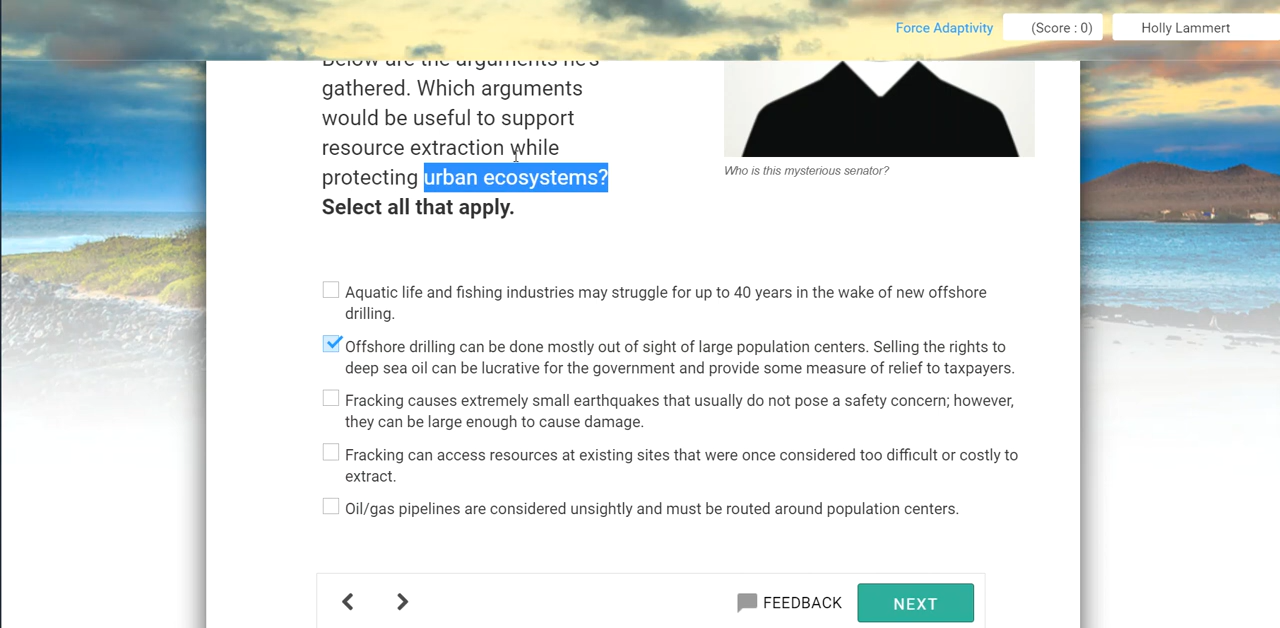 Force Adaptivity
(Score : 0)
Holly Lammert
Below are the arguments he's
gathered. Which arguments
would be useful to support
resource extraction while
protecting urban ecosystems?
Select all that apply.
Who is this mysterious senator?
Aquatic life and fishing industries may struggle for up to 40 years in the wake of new offshore
drilling.
Offshore drilling can be done mostly out of sight of large population centers. Selling the rights to
deep sea oil can be lucrative for the government and provide some measure of relief to taxpayers.
Fracking causes extremely small earthquakes that usually do not pose a safety concern; however,
they can be large enough to cause damage.
Fracking can access resources at existing sites that were once considered too difficult or costly to
extract.
Oil/gas pipelines are considered unsightly and must be routed around population centers.
FEEDBACK
NEXT